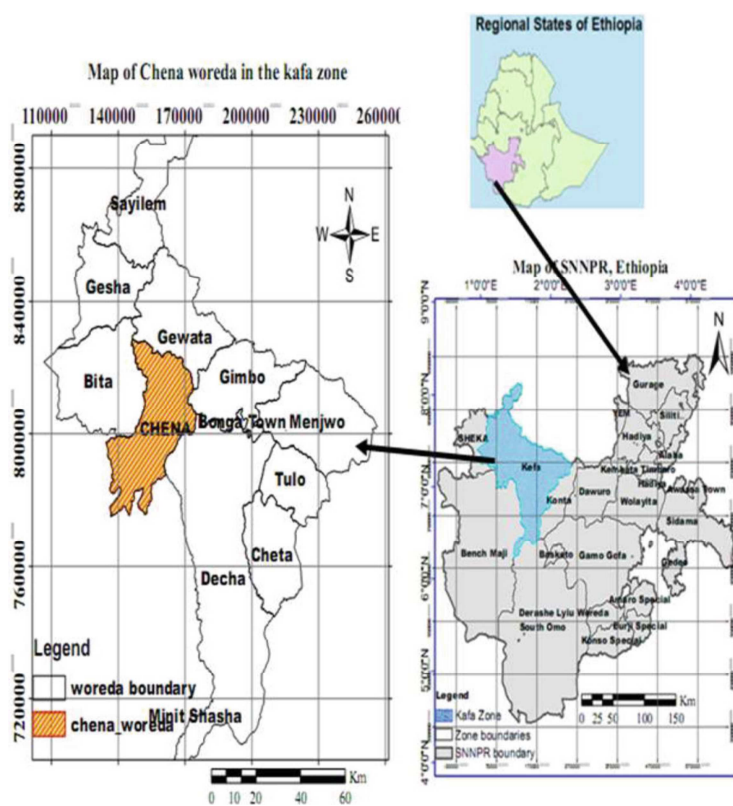 Regional States of Ethiopia
Map of Chena woreda in the kafa zone
110000 140000 170000 200000 230000 260000
880000
840000
800000
760000
720000
N
W E
S
Sayilem
Gesha
Gewata
Bita
Gimbo
CHENA
Bonga Town
Menjwo
Tulo
Cheta
Decha
Minit Shasha
Legend
woreda boundary
chena_woreda
Km
0 10 20 40 60
Map of SNNPR, Ethiopia
1°0'E 2°0'0"E 3°0'0"E 4°0'0"E
9°0'0"N
8°0'0"N
7°0'0"N
6°0'0"N
5°0'0"N
4°0'0"N
N
Gurage
YEM
Siliti
Hadiya
Alaba
SHEKA
Kefa
Kembata Timbaro
Hadiya
Konta
Dawuro
Wolayita
Awassa Town
Sidama
Bench Maji
Basketo
Gamo Gofa
Gedeo
Amaro Special
Derashe Lyiu Wereda
Burji Special
South Omo
Konso Special
Legend
Kafa Zone
Zone boundaries
SNNPR boundary
Km
0 25 50 100 150